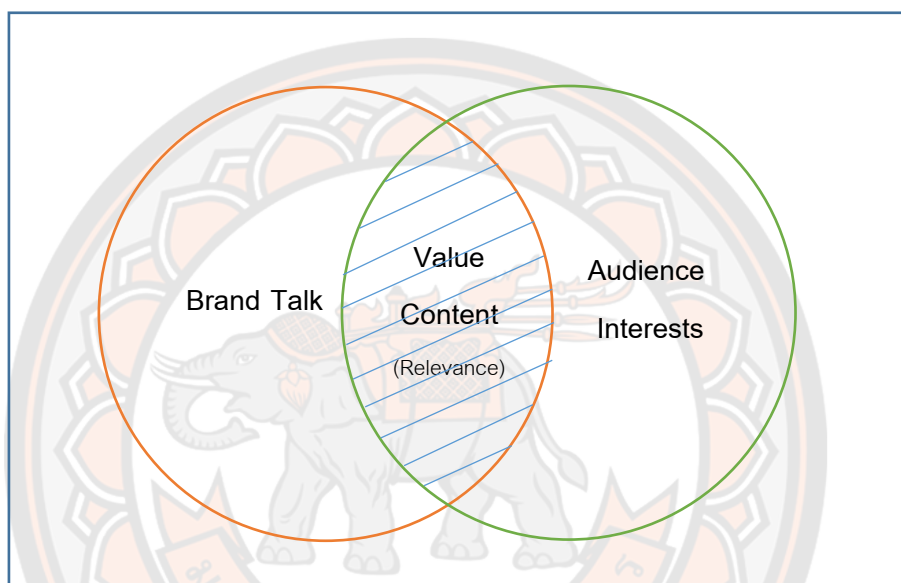 Brand Talk
Value
Content
(Relevance)
Audience
Interests